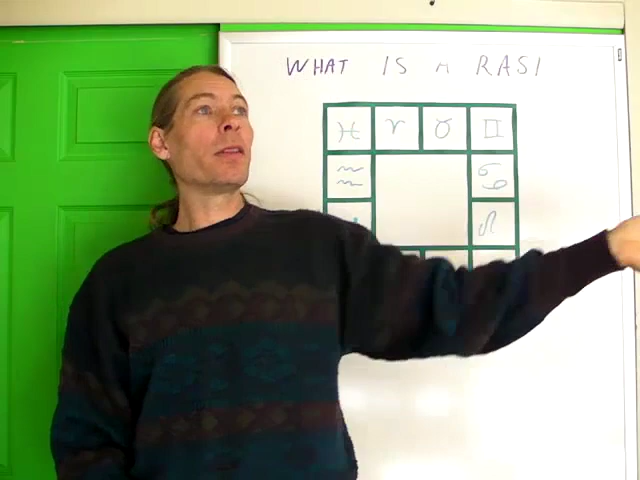 WHAT IS A RASI
♓ ♈ ♉ ♊
♒ ♋
♌